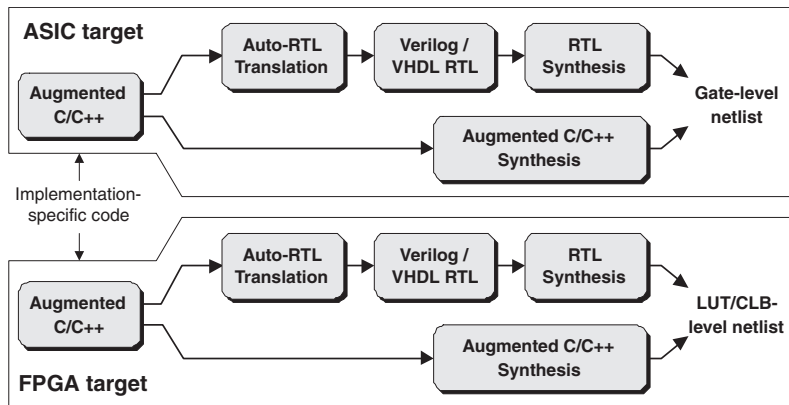 ASIC target
Augmented
C/C++
Auto-RTL
Translation
Verilog /
VHDL RTL
RTL
Synthesis
Augmented C/C++
Synthesis
Gate-level
netlist
Implementation-
specific code
Augmented
C/C++
Auto-RTL
Translation
Verilog /
VHDL RTL
RTL
Synthesis
Augmented C/C++
Synthesis
LUT/CLB-
level netlist
FPGA target